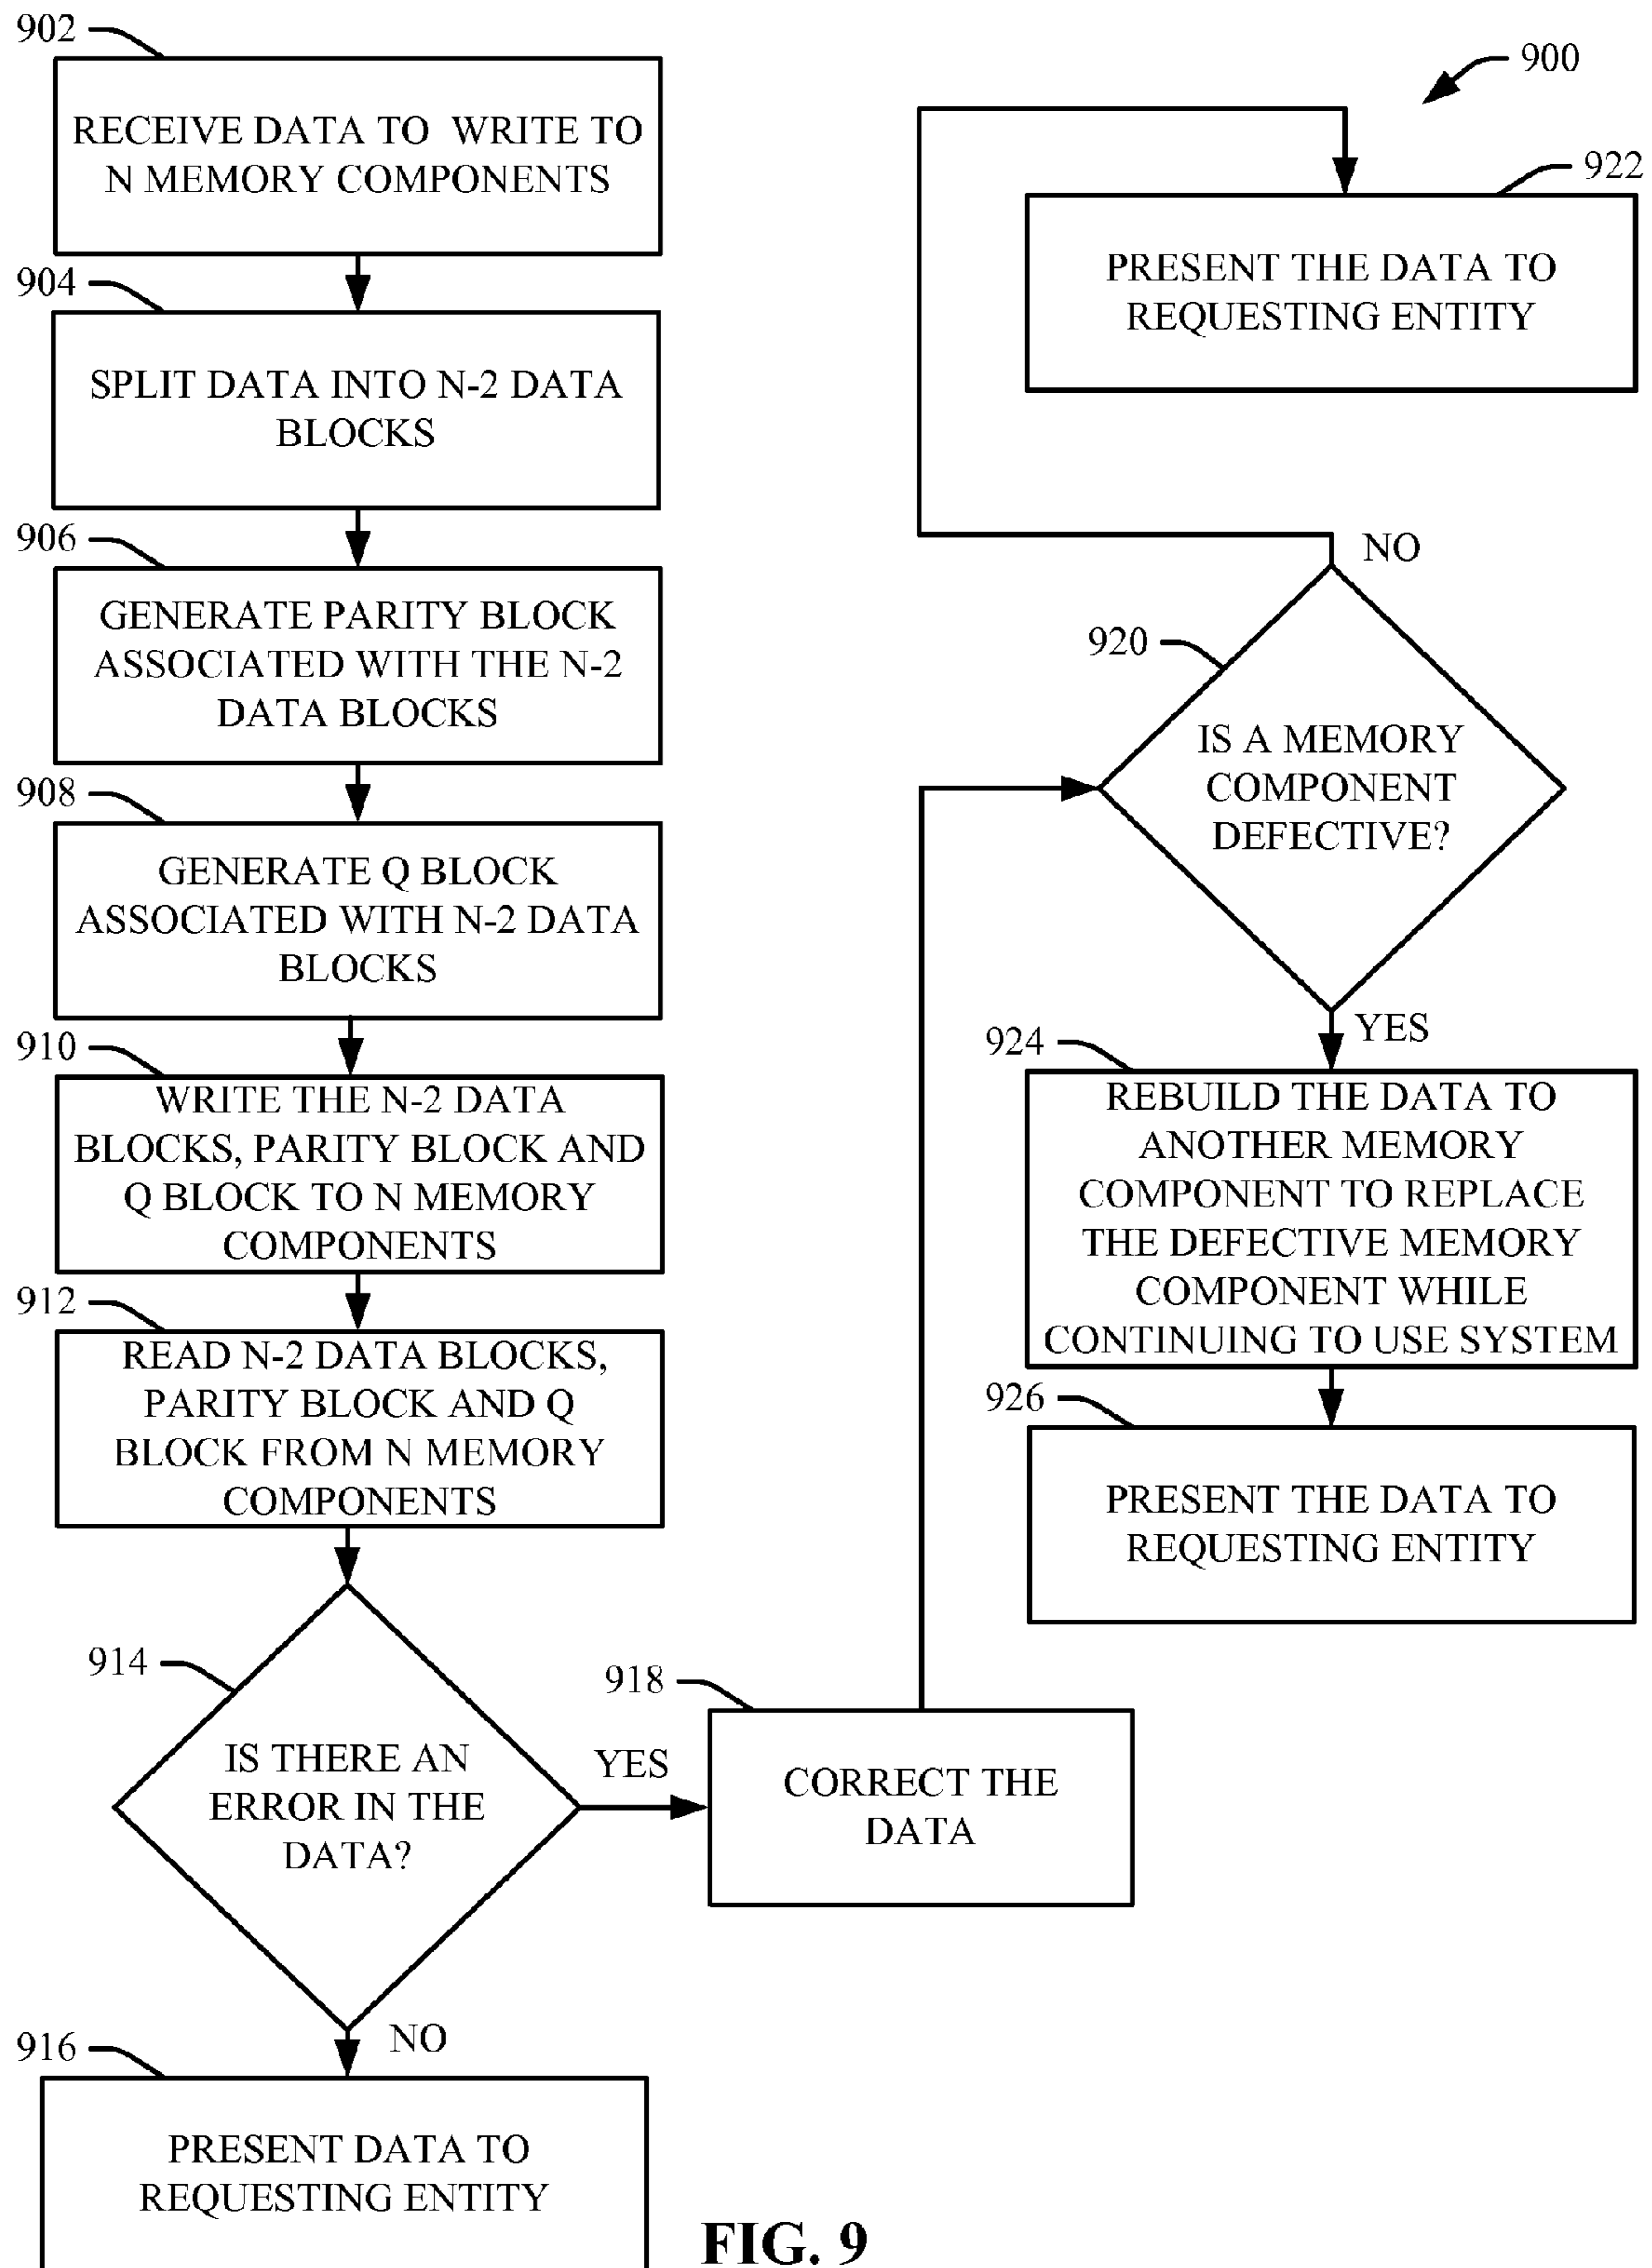 902
RECEIVE DATA TO WRITE TO
N MEMORY COMPONENTS
904
SPLIT DATA INTO N-2 DATA
BLOCKS
906
GENERATE PARITY BLOCK
ASSOCIATED WITH THE N-2
DATA BLOCKS
908
GENERATE Q BLOCK
ASSOCIATED WITH N-2 DATA
BLOCKS
910
WRITE THE N-2 DATA
BLOCKS, PARITY BLOCK AND
Q BLOCK TO N MEMORY
COMPONENTS
912
READ N-2 DATA BLOCKS,
PARITY BLOCK AND Q
BLOCK FROM N MEMORY
COMPONENTS
914
IS THERE AN
ERROR IN THE
DATA?
YES
NO
916
PRESENT DATA TO
REQUESTING ENTITY
918
CORRECT THE
DATA
900
922
PRESENT THE DATA TO
REQUESTING ENTITY
NO
920
IS A MEMORY
COMPONENT
DEFECTIVE?
YES
924
REBUILD THE DATA TO
ANOTHER MEMORY
COMPONENT TO REPLACE
THE DEFECTIVE MEMORY
COMPONENT WHILE
CONTINUING TO USE SYSTEM
926
PRESENT THE DATA TO
REQUESTING ENTITY
FIG. 9